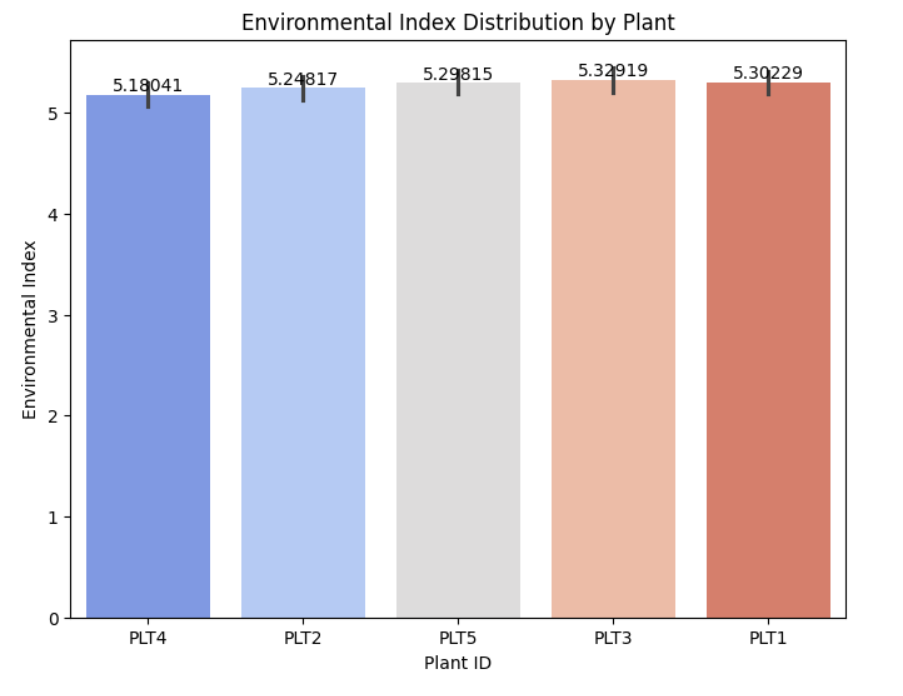 Environmental Index Distribution by Plant
5.18041
5.24817
5.29815
5.32919
5.30229
Environmental Index
5
4
3
2
1
0
PLT4
PLT2
PLT5
PLT3
PLT1
Plant ID